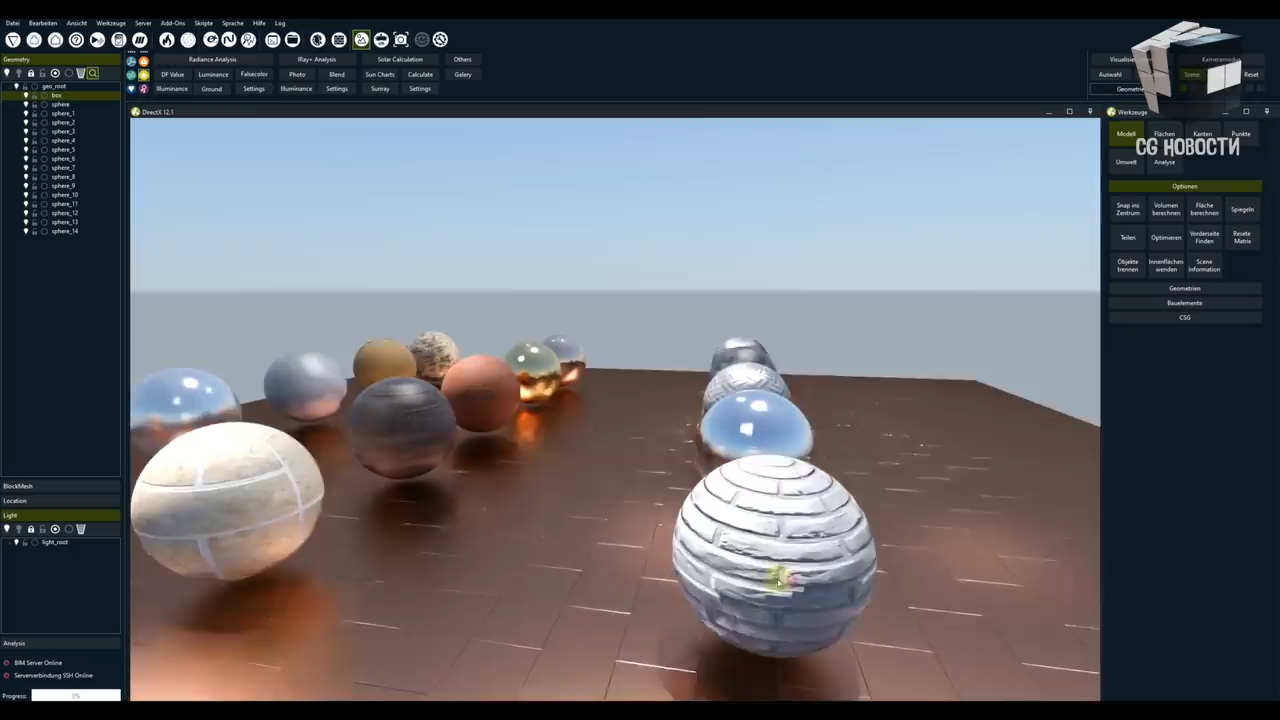 Datei Bearbeiten Ansicht Werkzeuge Server Add-Ons Skripte Sprache Hilfe Log
Geometry
geo_root
box
sphere
sphere_1
sphere_2
sphere_3
sphere_4
sphere_5
sphere_6
sphere_7
sphere_8
sphere_9
sphere_10
sphere_11
sphere_12
sphere_13
sphere_14
BlockMesh
Location
Light
light_root
Analysis
BIM Server Online
Serververbindung SSH Online
Progress: 0%
Radiance Analysis IRay+ Analysis Solar Calculation Others
DF Value Luminance Falsecolor Photo Blend Sun Charts Calculate Galery
Illuminance Ground Settings Illuminance Settings Sunray Settings
DirectX 12.1
Auswahl Szene Reset
CG НОВОСТИ
Werkzeuge
Modell Flächen Kanten Punkte
Umwelt Analyse
Optionen
Snap ins Zentrum Volumen berechnen Fläche berechnen Spiegeln
Teilen Optimieren Vorderseite Finden Resete Matrix
Objekte trennen Innenflächen wenden Scene Information
Geometrien
Bauelemente
CSG